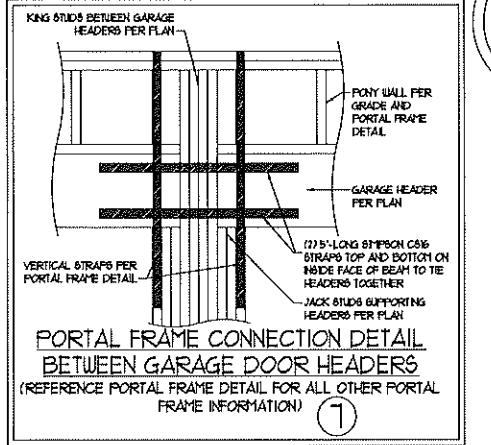 KING STUDS BETWEEN GARAGE
HEADERS PER PLAN
PONY WALL PER
GRADE AND
PORTAL FRAME
DETAIL
GARAGE HEADER
PER PLAN
(2) 5'-LONG SIMPSON CS16
STRAPS TOP AND BOTTOM ON
INSIDE FACE OF BEAM TO TIE
HEADERS TOGETHER
VERTICAL STRAPS PER
PORTAL FRAME DETAIL
JACK STUDS SUPPORTING
HEADERS PER PLAN
PORTAL FRAME CONNECTION DETAIL
BETWEEN GARAGE DOOR HEADERS
(REFERENCE PORTAL FRAME DETAIL FOR ALL OTHER PORTAL
FRAME INFORMATION)
7